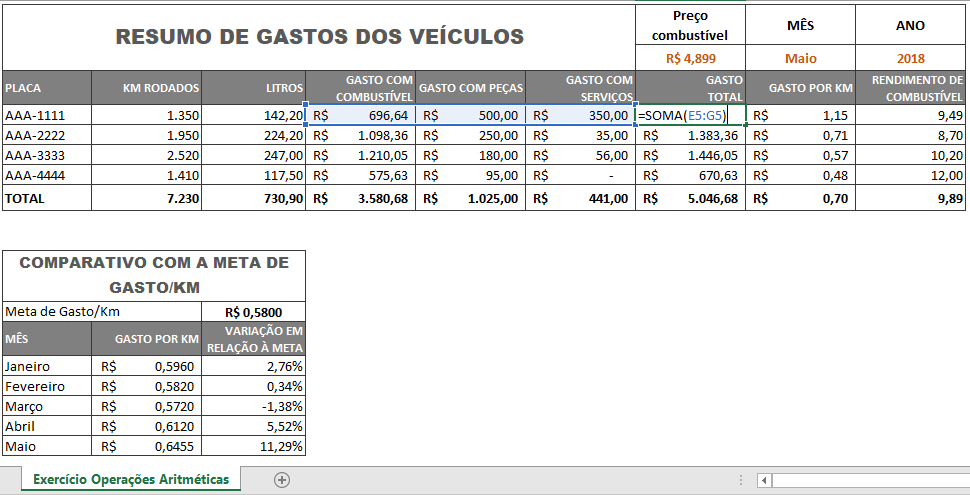 RESUMO DE GASTOS DOS VEÍCULOS
Preço combustível MÊS ANO
R$ 4,899 Maio 2018
PLACA KM RODADOS LITROS GASTO COM COMBUSTÍVEL GASTO COM PEÇAS GASTO COM SERVIÇOS GASTO TOTAL GASTO POR KM RENDIMENTO DE COMBUSTÍVEL
AAA-1111 1.350 142,20 R$ 696,64 R$ 500,00 R$ 350,00 =SOMA(E5:G5) R$ 1,15 9,49
AAA-2222 1.950 224,20 R$ 1.098,36 R$ 250,00 R$ 35,00 R$ 1.383,36 R$ 0,71 8,70
AAA-3333 2.520 247,00 R$ 1.210,05 R$ 180,00 R$ 56,00 R$ 1.446,05 R$ 0,57 10,20
AAA-4444 1.410 117,50 R$ 575,63 R$ 95,00 R$ - R$ 670,63 R$ 0,48 12,00
TOTAL 7.230 730,90 R$ 3.580,68 R$ 1.025,00 R$ 441,00 R$ 5.046,68 R$ 0,70 9,89
COMPARATIVO COM A META DE
GASTO/KM
Meta de Gasto/Km R$ 0,5800
MÊS GASTO POR KM VARIAÇÃO EM RELAÇÃO À META
Janeiro R$ 0,5960 2,76%
Fevereiro R$ 0,5820 0,34%
Março R$ 0,5720 -1,38%
Abril R$ 0,6120 5,52%
Maio R$ 0,6455 11,29%
Exercício Operações Aritméticas